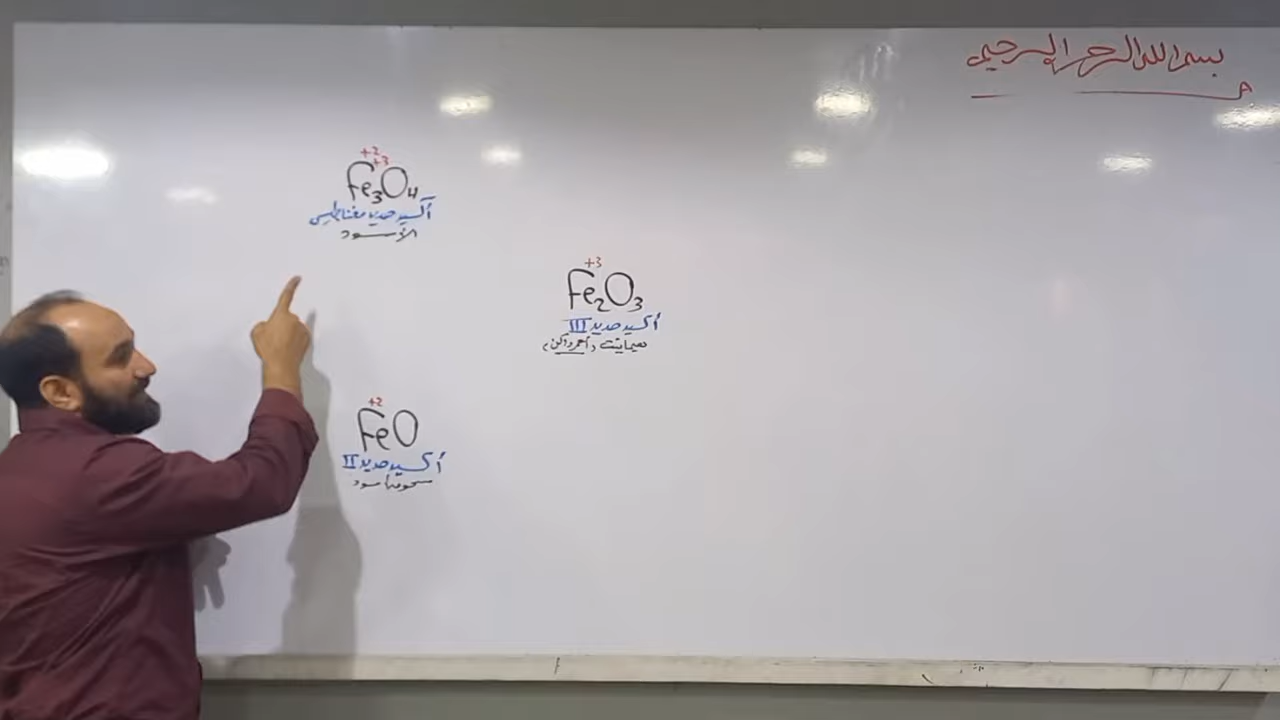 بسم الله الرحمن الرحيم
+2
+3
Fe3O4
أكسيد حديد مغناطيسي
الأسود
+3
Fe2O3
أكسيد حديد III
هيماتيت (أحمر داكن)
+2
FeO
أكسيد حديد II
مسحوق أسود